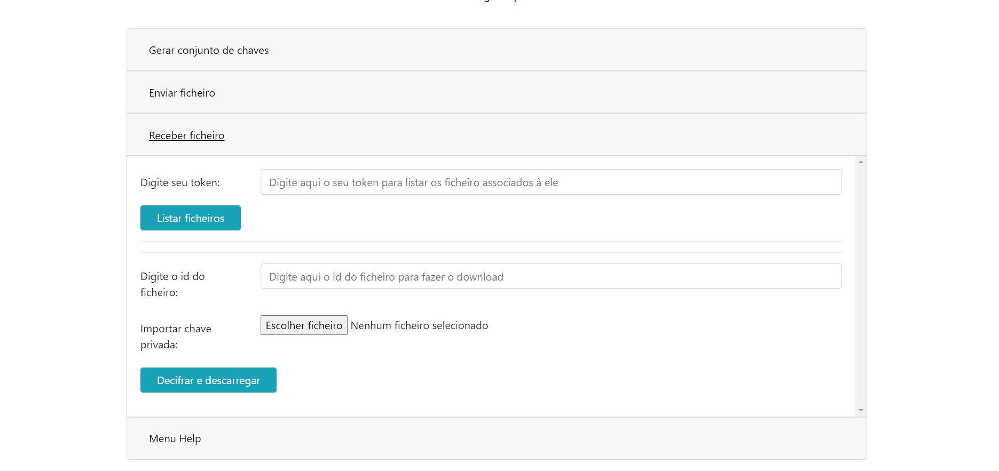 Gerar conjunto de chaves
Enviar ficheiro
Receber ficheiro
Digite seu token:
Digite aqui o seu token para listar os ficheiro associados à ele
Listar ficheiros
Digite o id do
ficheiro:
Digite aqui o id do ficheiro para fazer o download
Importar chave
privada:
Escolher ficheiro Nenhum ficheiro selecionado
Decifrar e descarregar
Menu Help